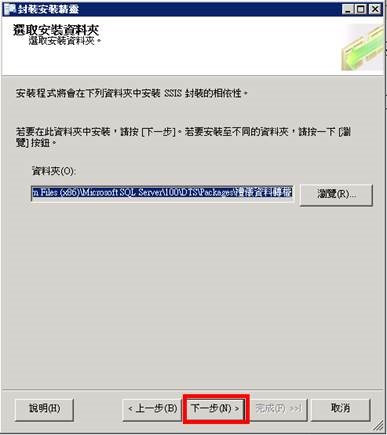 封裝安裝精靈
選取安裝資料夾
選取安裝資料夾。
安裝程式將會在下列資料夾中安裝 SSIS 封裝的相依性。
若要在此資料夾中安裝，請按 [下一步]。若要安裝至不同的資料夾，請按一下 [瀏
覽] 按鈕。
資料夾(O):
m Files (x86)\Microsoft SQL Server\100\DTS\Packages\禮儀資料轉檔
瀏覽(R)...
說明(H)
< 上一步(B)
下一步(N) >
完成(F) >>|
取消